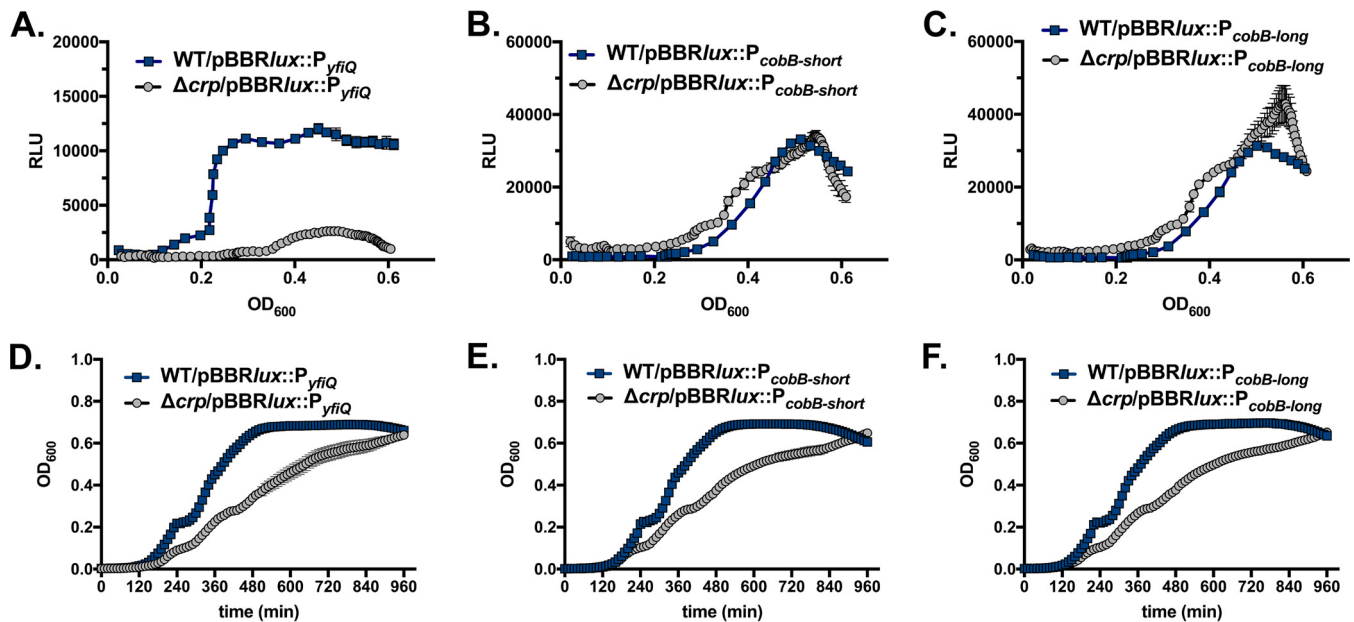 A.
WT/pBBRlux::PyfiQ
Δcrp/pBBRlux::PyfiQ
20000
15000
10000
5000
0
RLU
0.0 0.2 0.4 0.6
OD600
B.
WT/pBBRlux::PcobB-short
Δcrp/pBBRlux::PcobB-short
60000
40000
20000
0
RLU
0.0 0.2 0.4 0.6
OD600
C.
WT/pBBRlux::PcobB-long
Δcrp/pBBRlux::PcobB-long
60000
40000
20000
0
RLU
0.0 0.2 0.4 0.6
OD600
D.
WT/pBBRlux::PyfiQ
Δcrp/pBBRlux::PyfiQ
1.0
0.8
0.6
0.4
0.2
0.0
OD600
0 120 240 360 480 600 720 840 960
time (min)
E.
WT/pBBRlux::PcobB-short
Δcrp/pBBRlux::PcobB-short
1.0
0.8
0.6
0.4
0.2
0.0
OD600
0 120 240 360 480 600 720 840 960
time (min)
F.
WT/pBBRlux::PcobB-long
Δcrp/pBBRlux::PcobB-long
1.0
0.8
0.6
0.4
0.2
0.0
OD600
0 120 240 360 480 600 720 840 960
time (min)